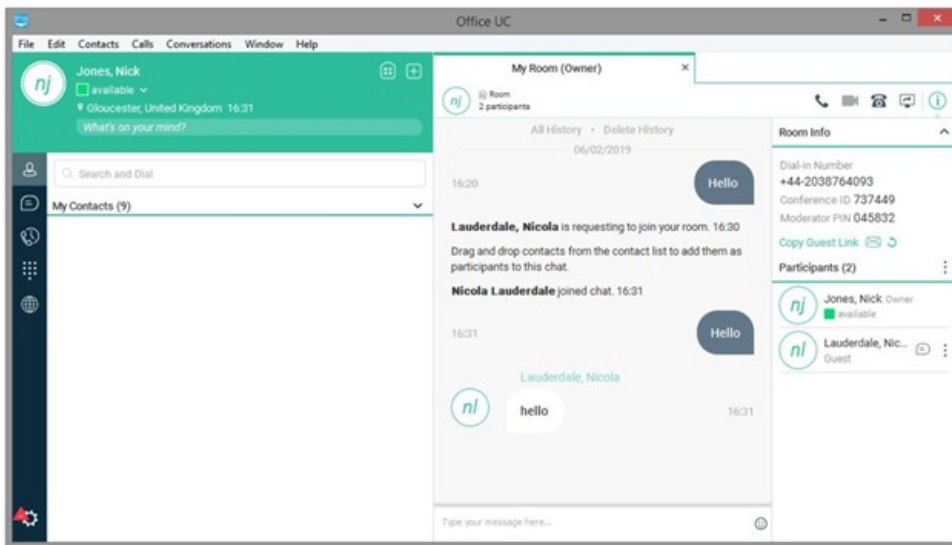 Office UC
File Edit Contacts Calls Conversations Window Help
nj
Jones, Nick
available
Gloucester, United Kingdom 16:31
What's on your mind?
Search and Dial
My Contacts (9)
My Room (Owner)
nj
Room
2 participants
All History • Delete History
06/02/2019
16:20
Hello
Lauderdale, Nicola is requesting to join your room. 16:30
Drag and drop contacts from the contact list to add them as
participants to this chat.
Nicola Lauderdale joined chat. 16:31
16:31
Hello
Lauderdale, Nicola
nl
hello
16:31
Type your message here...
Room Info
Dial-in Number
+44-2038764093
Conference ID 737449
Moderator PIN 045832
Copy Guest Link
Participants (2)
nj
Jones, Nick Owner
available
nl
Lauderdale, Nic...
Guest